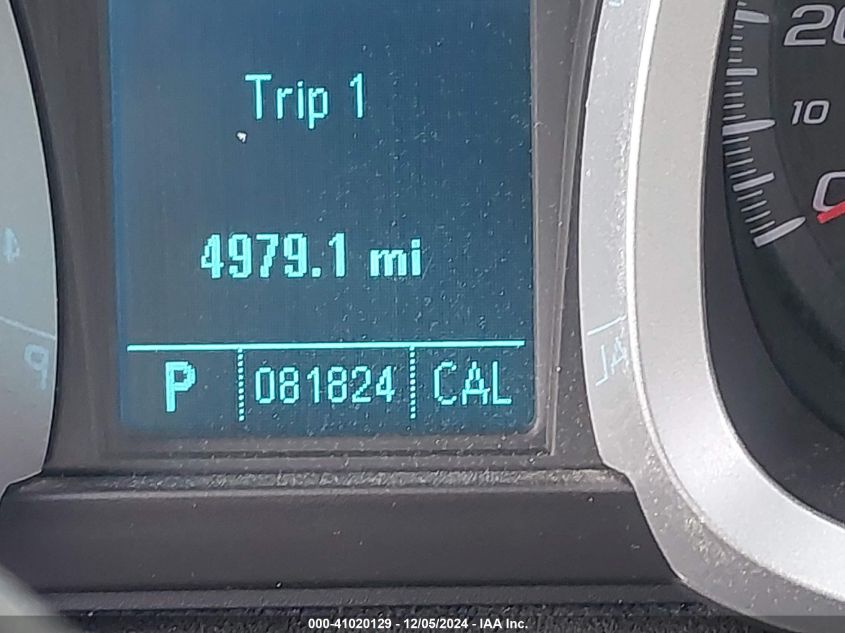 Trip 1
20
10
4979.1 mi
P 081824 CAL
000-41020129 - 12/05/2024 - IAA Inc.